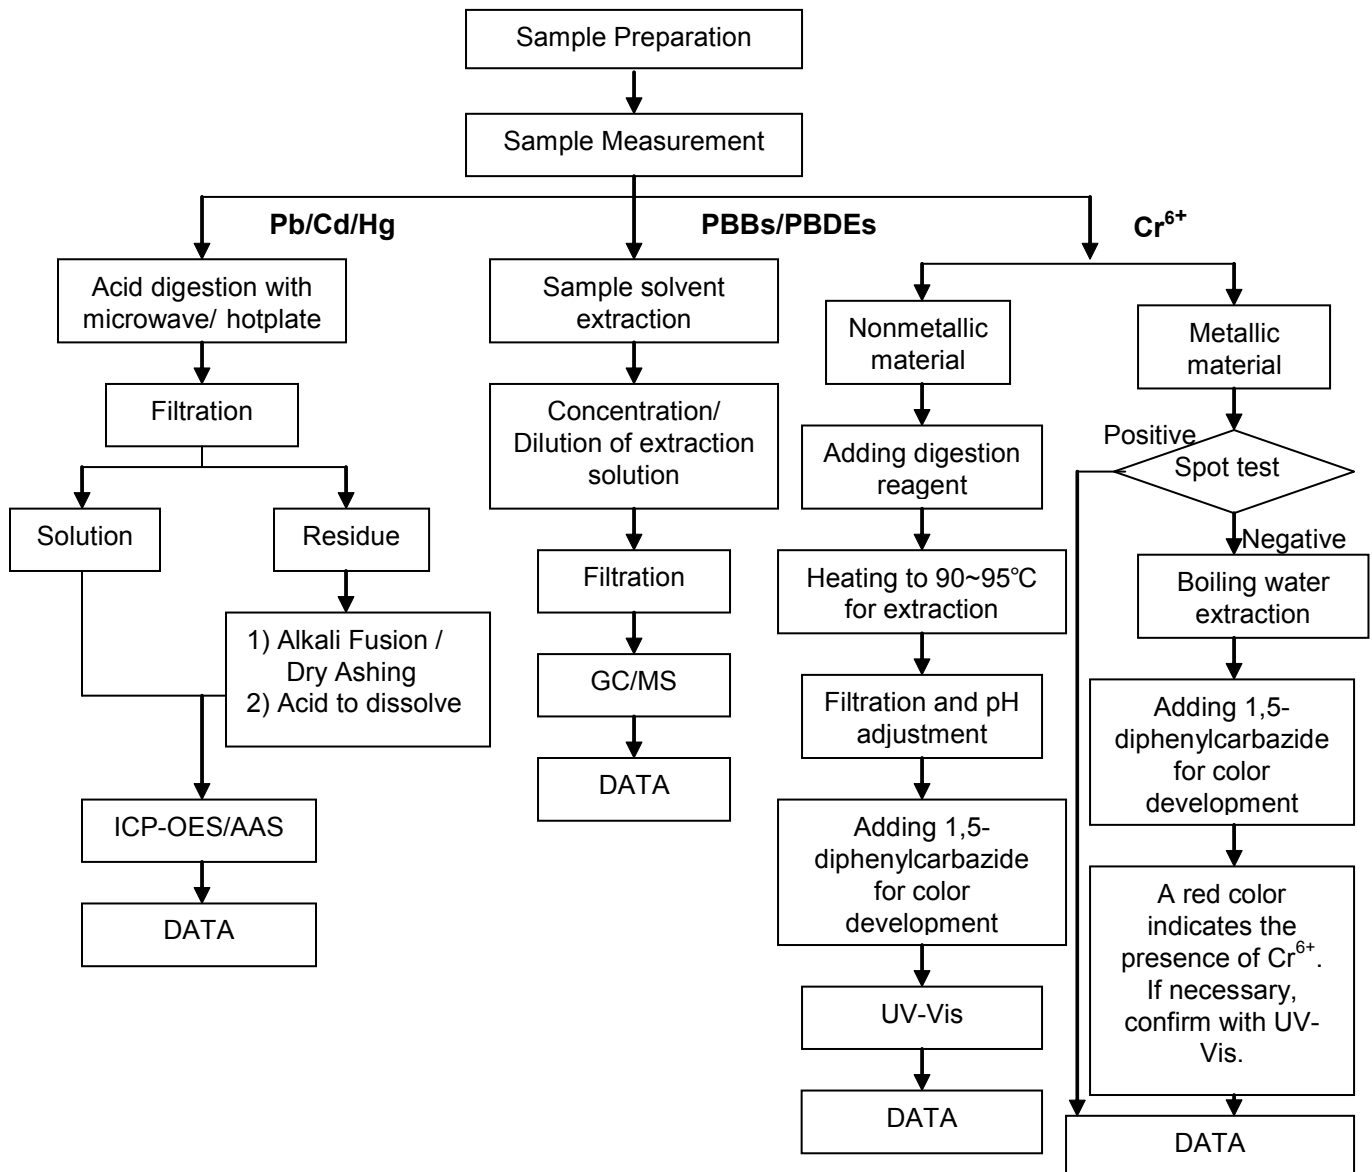 Sample Preparation
Sample Measurement
Pb/Cd/Hg
PBBs/PBDEs
Cr⁶⁺
Acid digestion with
microwave/ hotplate
Filtration
Solution
Residue
1) Alkali Fusion /
Dry Ashing
2) Acid to dissolve
ICP-OES/AAS
DATA
Sample solvent
extraction
Concentration/
Dilution of extraction
solution
Filtration
GC/MS
DATA
Nonmetallic
material
Adding digestion
reagent
Heating to 90~95℃
for extraction
Filtration and pH
adjustment
Adding 1,5-
diphenylcarbazide
for color
development
UV-Vis
DATA
Metallic
material
Positive
Spot test
Negative
Boiling water
extraction
Adding 1,5-
diphenylcarbazide
for color
development
A red color
indicates the
presence of Cr⁶⁺.
If necessary,
confirm with UV-
Vis.
DATA